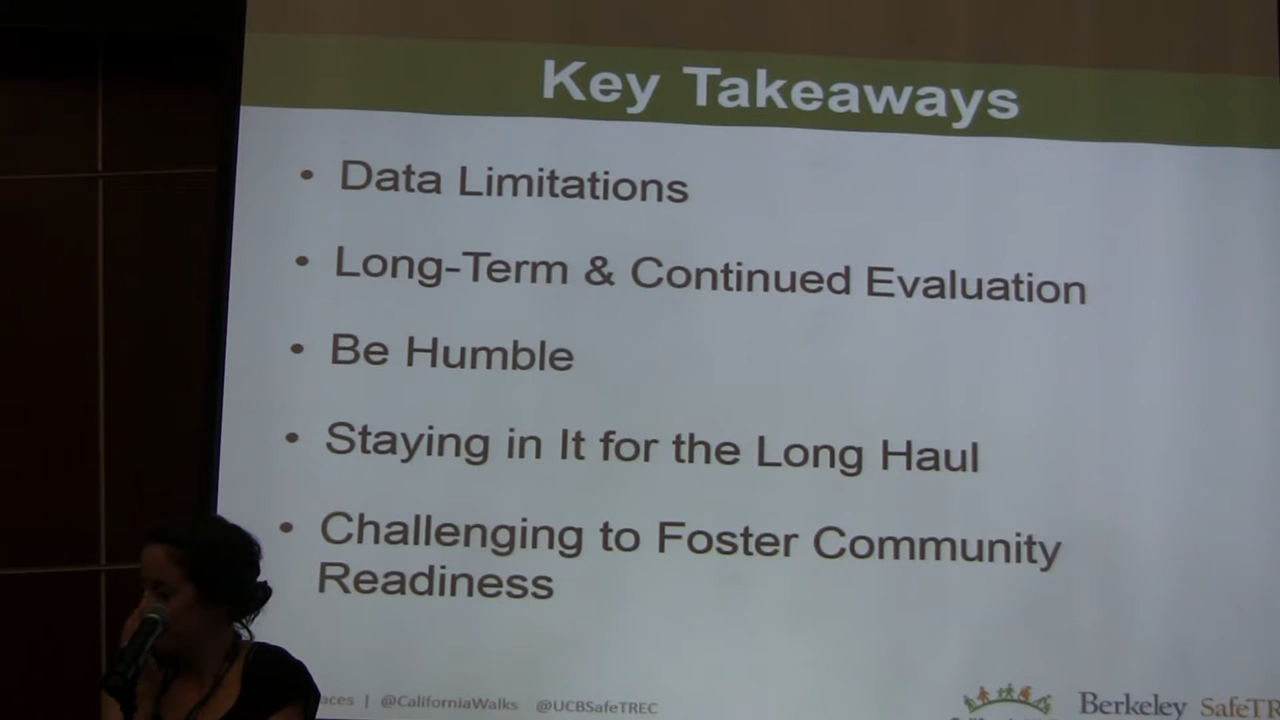 Key Takeaways
• Data Limitations
• Long-Term & Continued Evaluation
• Be Humble
• Staying in It for the Long Haul
• Challenging to Foster Community
Readiness
aces | @CaliforniaWalks @UCBSafeTREC
Berkeley SafeTR